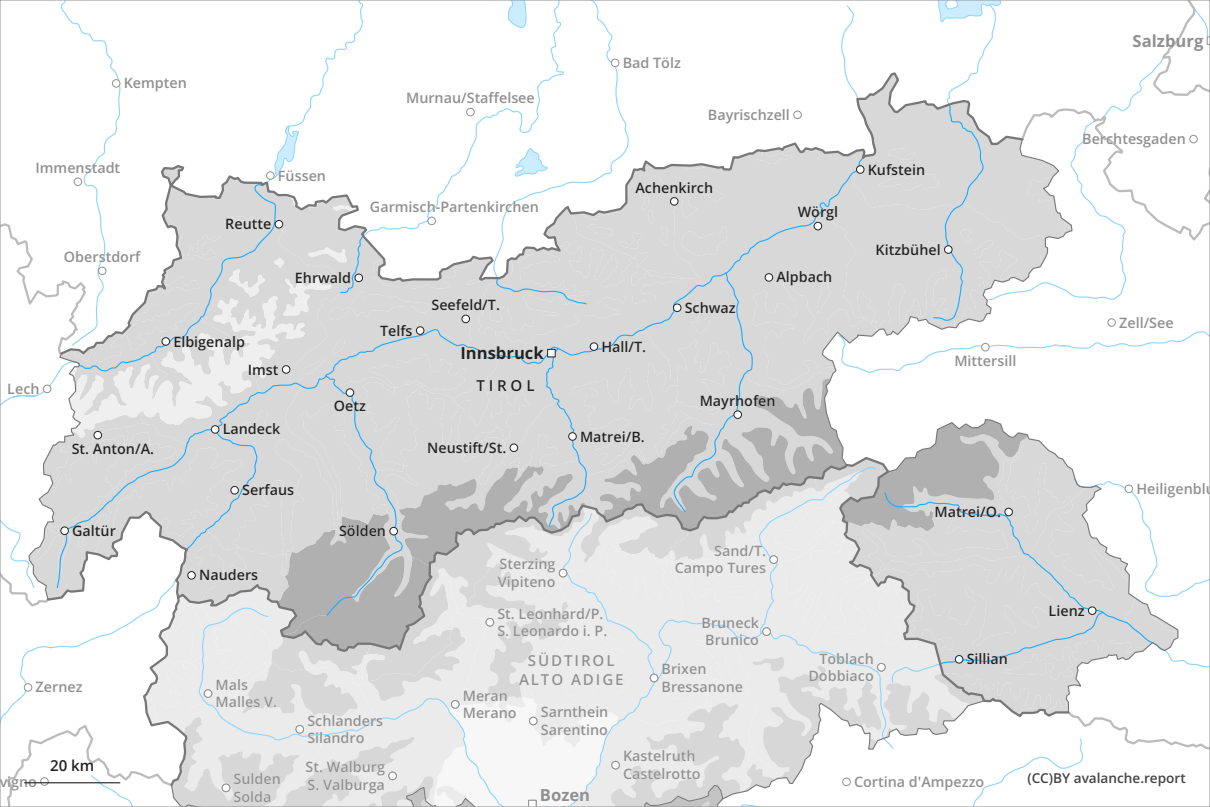 Salzburg
Bad Tölz
Kempten
Murnau/Staffelsee
Bayrischzell
Berchtesgaden
Immenstadt
Füssen
Kufstein
Achenkirch
Garmisch-Partenkirchen
Wörgl
Reutte
Kitzbühel
Oberstdorf
Ehrwald
Alpbach
Seefeld/T.
Schwaz
Zell/See
Telfs
Elbigenalp
Innsbruck
Hall/T.
Mittersill
Imst
TIROL
Lech
Oetz
Mayrhofen
Landeck
Matrei/B.
St. Anton/A.
Neustift/St.
Serfaus
Heiligenblu
Matrei/O.
Galtür
Sölden
Sand/T.
Campo Tures
Sterzing
Vipiteno
Nauders
Lienz
St. Leonhard/P.
S. Leonardo i. P.
Bruneck
Brunico
SÜDTIROL
ALTO ADIGE
Toblach
Dobbiaco
Sillian
Brixen
Bressanone
Zernez
Mals
Malles V.
Meran
Merano
Sarnthein
Sarentino
Schlanders
Silandro
Kastelruth
Castelrotto
St. Walburg
S. Valburga
20 km
vigno
Sulden
Solda
Cortina d'Ampezzo
(CC)BY avalanche.report
Bozen